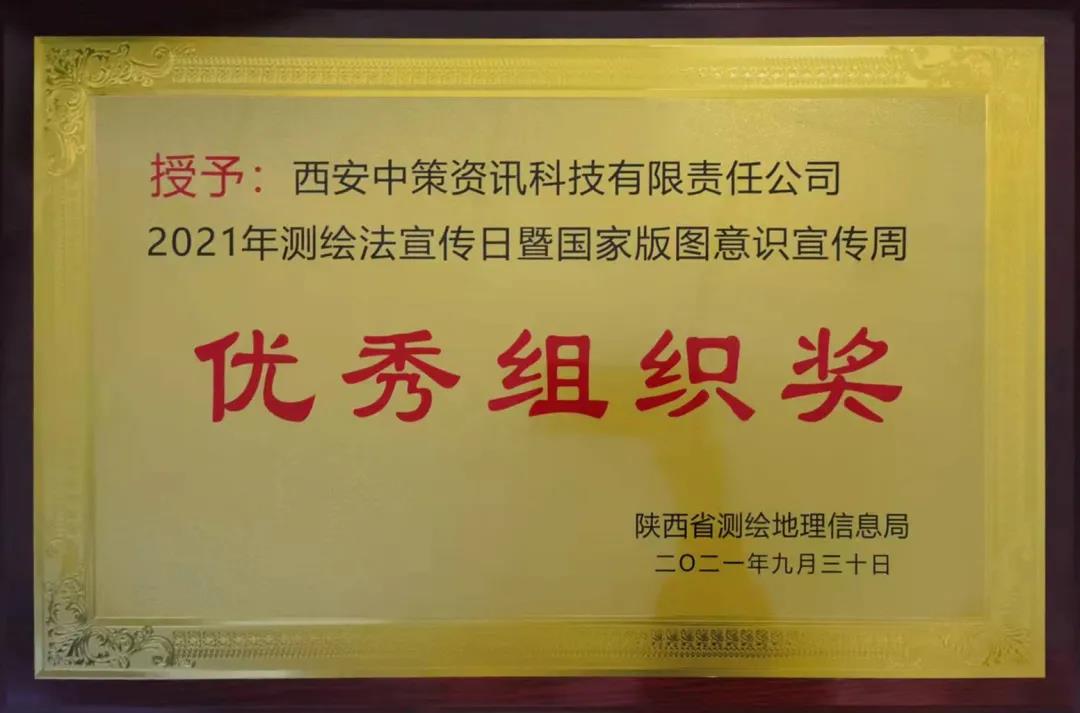 授予：西安中策资讯科技有限责任公司
2021年测绘法宣传日暨国家版图意识宣传周
优秀组织奖
陕西省测绘地理信息局
二〇二一年九月三十日